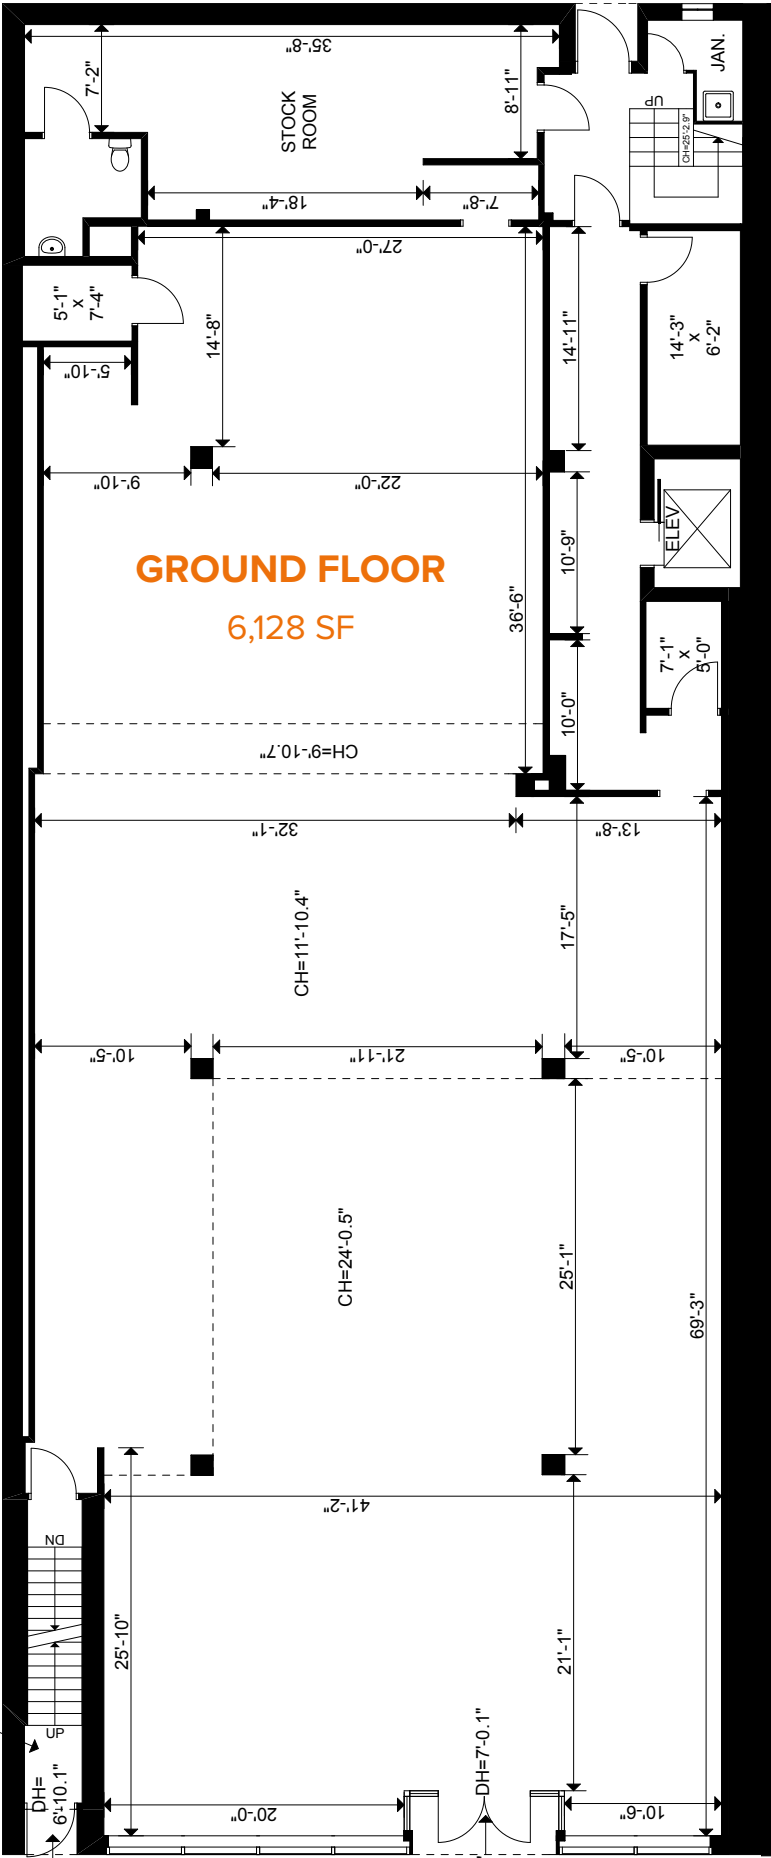 35'-8"
7'-2"
8'-11"
JAN.
STOCK
ROOM
UP
CH=25'-2.9"
18'-4"
7'-8"
27'-0"
5'-1"
x
7'-4"
14'-8"
14'-11"
14'-3"
x
6'-2"
5'-10"
9'-10"
22'-0"
ELEV
10'-9"
GROUND FLOOR
6,128 SF
36'-6"
7'-1"
x
5'-0"
10'-0"
CH=9'-10.7"
32'-1"
13'-8"
17'-5"
CH=11'-10.4"
10'-5"
21'-11"
10'-5"
CH=24'-0.5"
25'-1"
69'-3"
41'-2"
DN
25'-10"
21'-1"
UP
DH=7'-0.1"
DH=
6'-10.1"
20'-0"
10'-6"